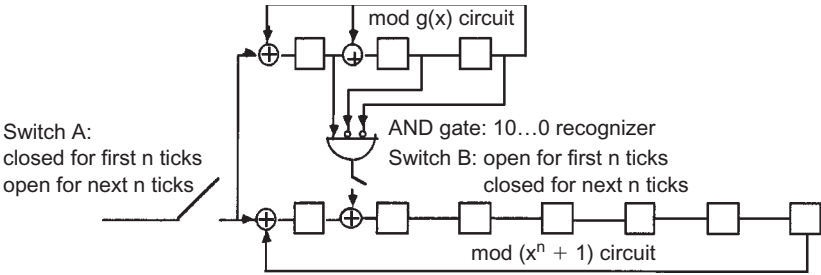 mod g(x) circuit
Switch A:
closed for first n ticks
open for next n ticks
AND gate: 10...0 recognizer
Switch B: open for first n ticks
closed for next n ticks
mod (xⁿ + 1) circuit